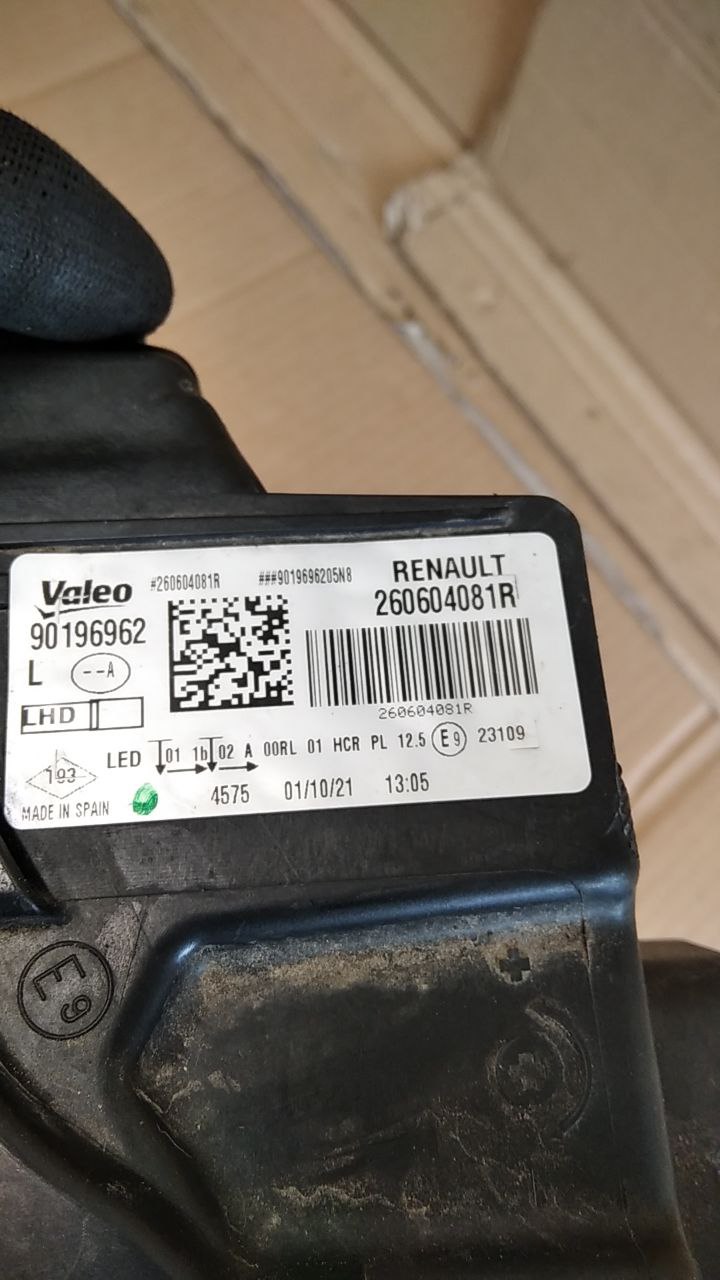 Valeo #260604081R ###9019696205N8 RENAULT
90196962 260604081R
L --A
260604081R
LHD
LED 01 1b 02 A 00RL 01 HCR PL 12.5 E9 23109
193
MADE IN SPAIN 4575 01/10/21 13:05
E9